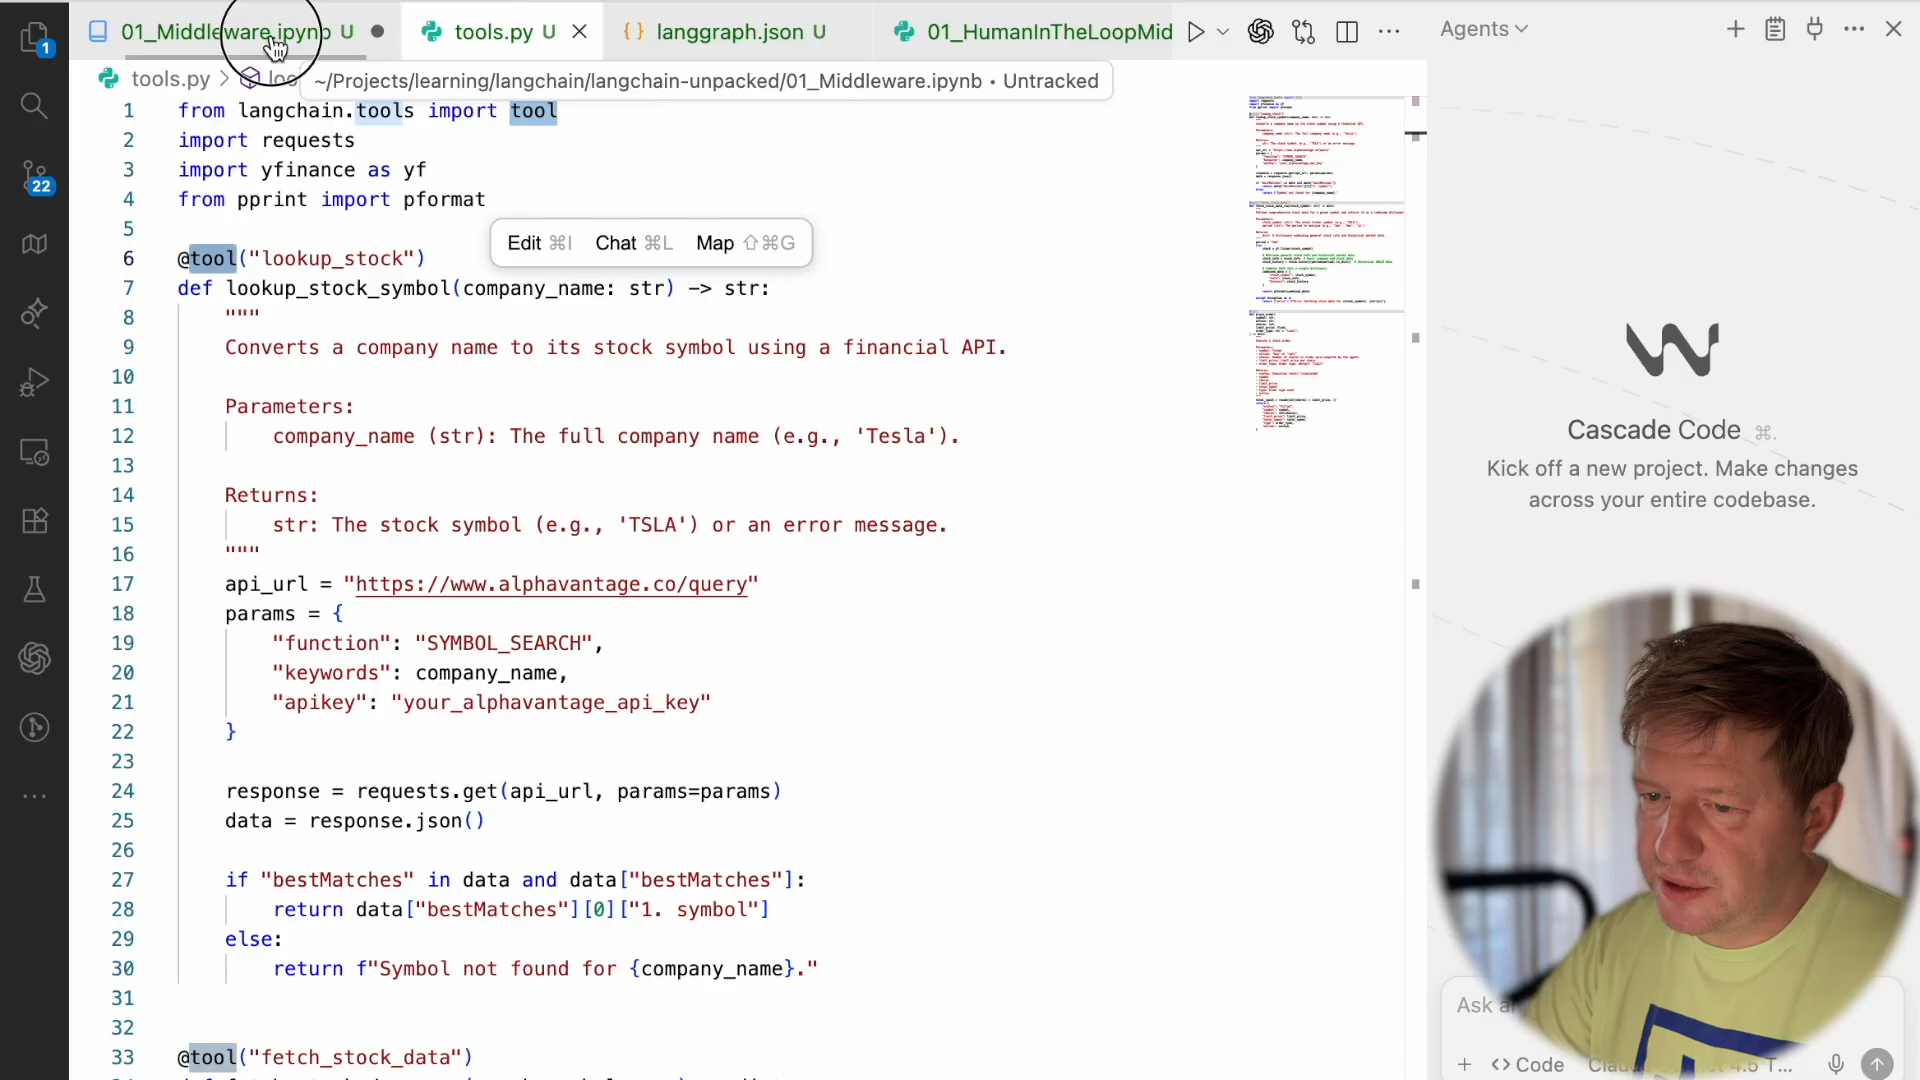 01_Middleware.ipynb U
tools.py U
{} langgraph.json U
01_HumanInTheLoopMid
Agents
1
tools.py > loo
~/Projects/learning/langchain/langchain-unpacked/01_Middleware.ipynb • Untracked
1 from langchain.tools import tool
2 import requests
3 import yfinance as yf
4 from pprint import pformat
5
Edit ⌘I Chat ⌘L Map ⇧⌘G
6 @tool("lookup_stock")
7 def lookup_stock_symbol(company_name: str) -> str:
8 """
9 Converts a company name to its stock symbol using a financial API.
10
11 Parameters:
12 company_name (str): The full company name (e.g., 'Tesla').
13
14 Returns:
15 str: The stock symbol (e.g., 'TSLA') or an error message.
16 """
17 api_url = "https://www.alphavantage.co/query"
18 params = {
19 "function": "SYMBOL_SEARCH",
20 "keywords": company_name,
21 "apikey": "your_alphavantage_api_key"
22 }
23
24 response = requests.get(api_url, params=params)
25 data = response.json()
26
27 if "bestMatches" in data and data["bestMatches"]:
28 return data["bestMatches"][0]["1. symbol"]
29 else:
30 return f"Symbol not found for {company_name}."
31
32
33 @tool("fetch_stock_data")
22
Cascade Code ⌘.
Kick off a new project. Make changes
across your entire codebase.
Ask
+ <> Code 4.5 T...